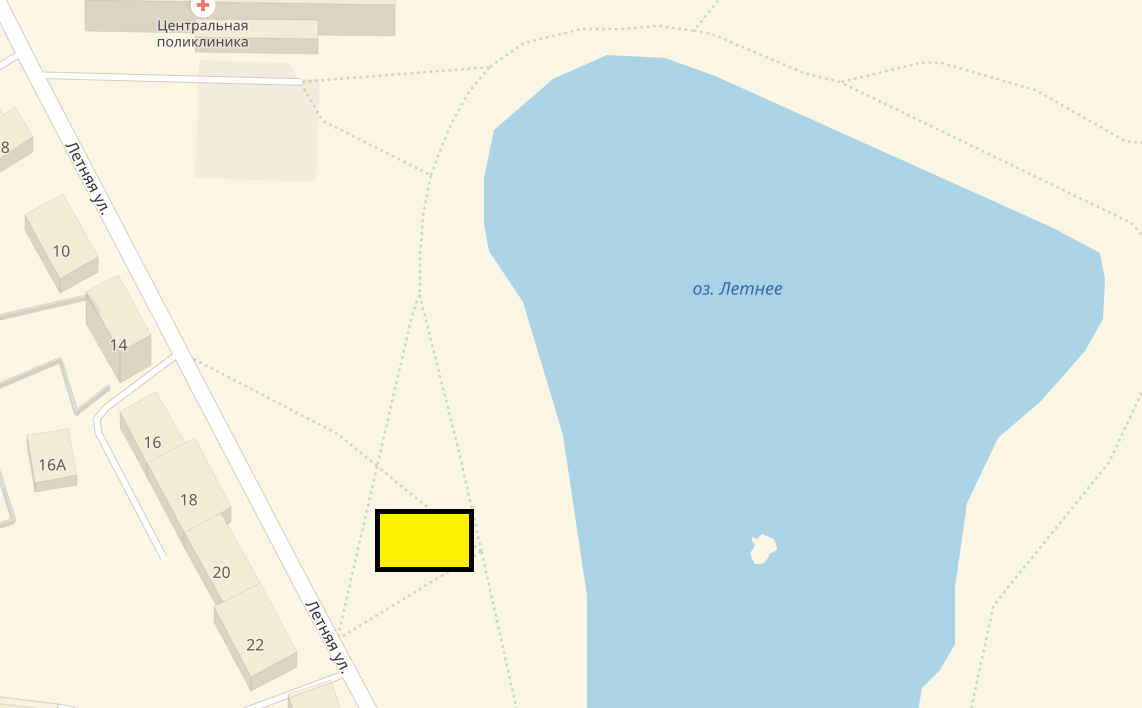 Центральная
поликлиника
8
Летняя ул.
10
оз. Летнее
14
16
16А
18
20
Летняя ул.
22